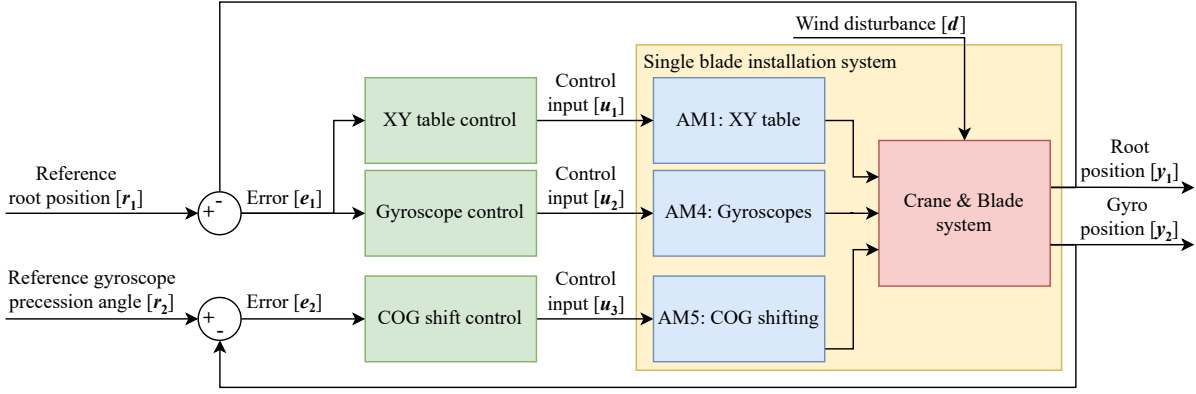 Wind disturbance [d]
Single blade installation system
Control
input [u1]
XY table control
AM1: XY table
Reference
root position [r1]
+
-
Error [e1]
Control
input [u2]
Gyroscope control
AM4: Gyroscopes
Crane & Blade
system
Root
position [y1]
Gyro
position [y2]
Reference gyroscope
precession angle [r2]
+
-
Error [e2]
Control
input [u3]
COG shift control
AM5: COG shifting